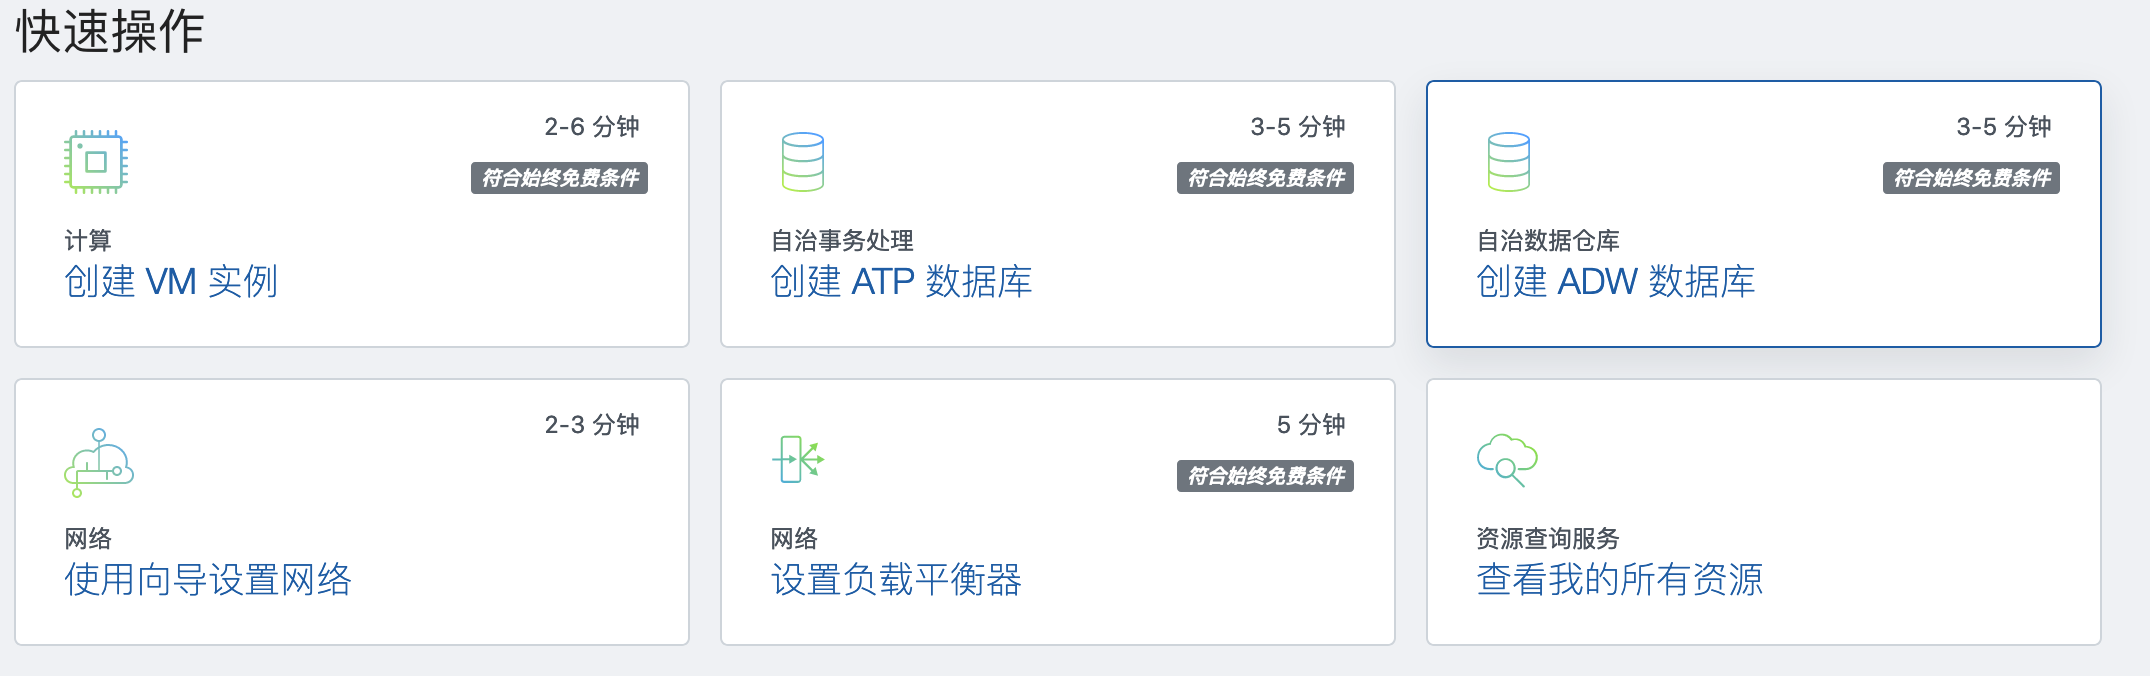 快速操作
2-6 分钟
符合始终免费条件
计算
创建 VM 实例
3-5 分钟
符合始终免费条件
自治事务处理
创建 ATP 数据库
3-5 分钟
符合始终免费条件
自治数据仓库
创建 ADW 数据库
2-3 分钟
网络
使用向导设置网络
5 分钟
符合始终免费条件
网络
设置负载平衡器
资源查询服务
查看我的所有资源